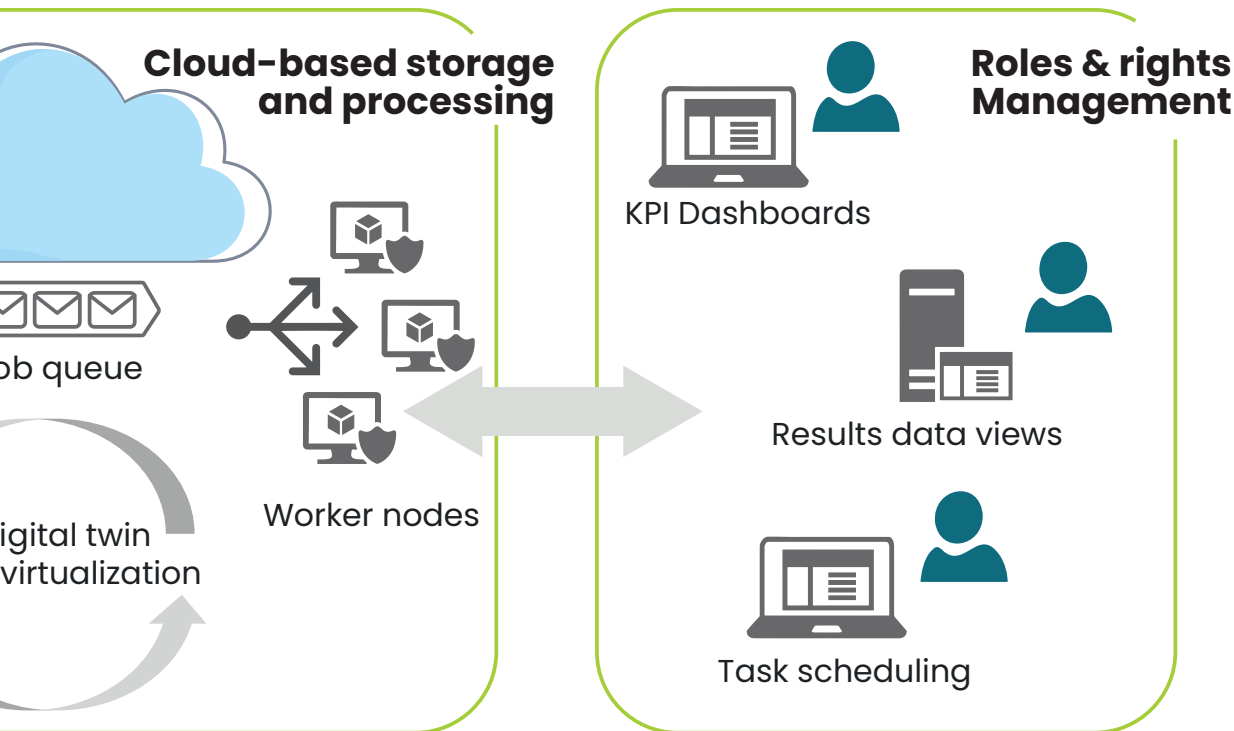 Cloud-based storage
and processing
ob queue
igital twin
virtualization
Worker nodes
Roles & rights
Management
KPI Dashboards
Results data views
Task scheduling